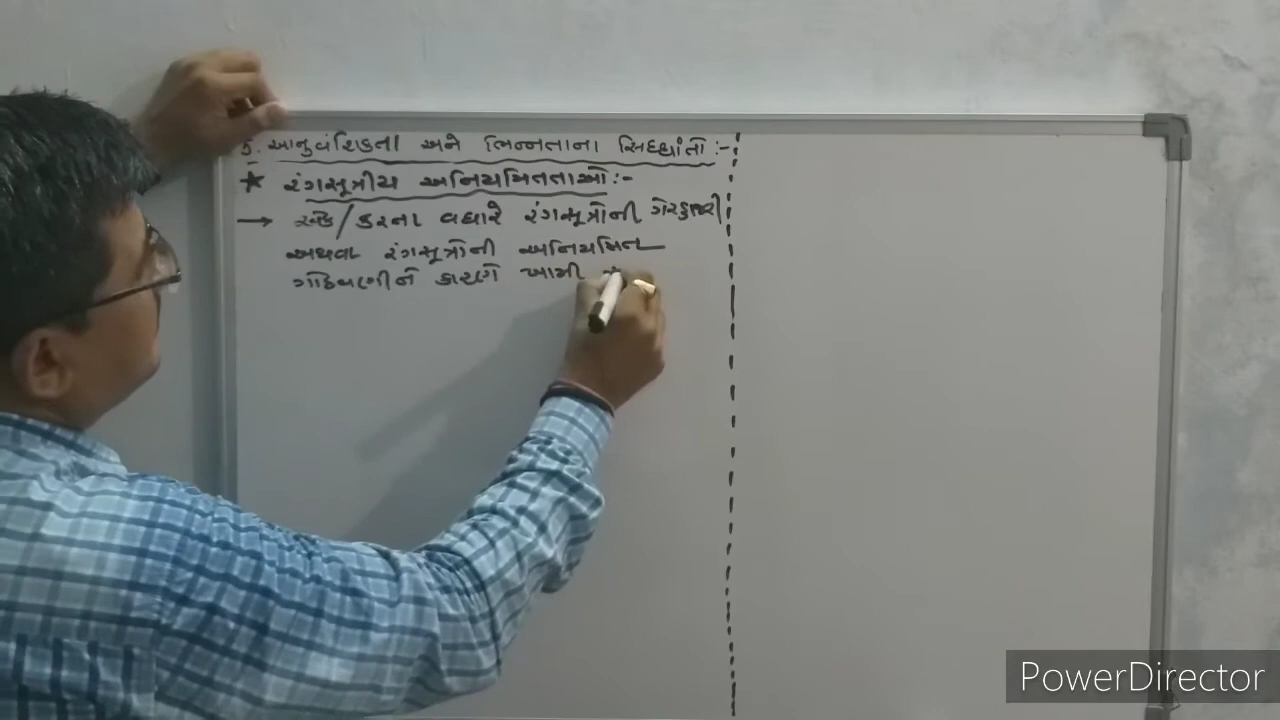 5. આનુવંશિકતા અને ભિન્નતાના સિદ્ધાંતો :-
★ રંગસૂત્રીય અનિયમિતતાઓ :-
→ એક/કરતા વધારે રંગસૂત્રોની ગેરહાજરી
અથવા રંગસૂત્રોની અનિયમિત
ગોઠવણીને કારણે ખામી
PowerDirector